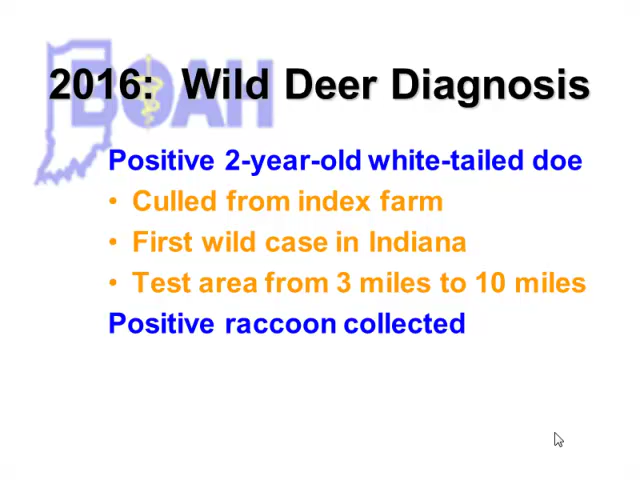 BOAH
2016: Wild Deer Diagnosis
Positive 2-year-old white-tailed doe
• Culled from index farm
• First wild case in Indiana
• Test area from 3 miles to 10 miles
Positive raccoon collected